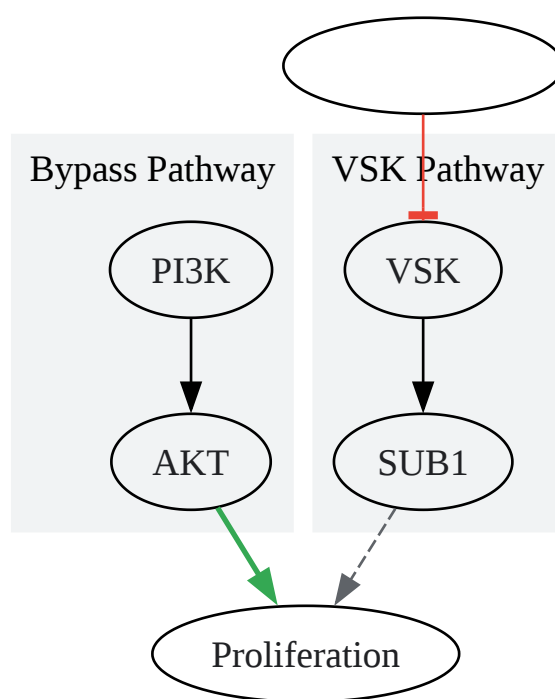 Bypass Pathway
VSK Pathway
PI3K
VSK
AKT
SUB1
Proliferation